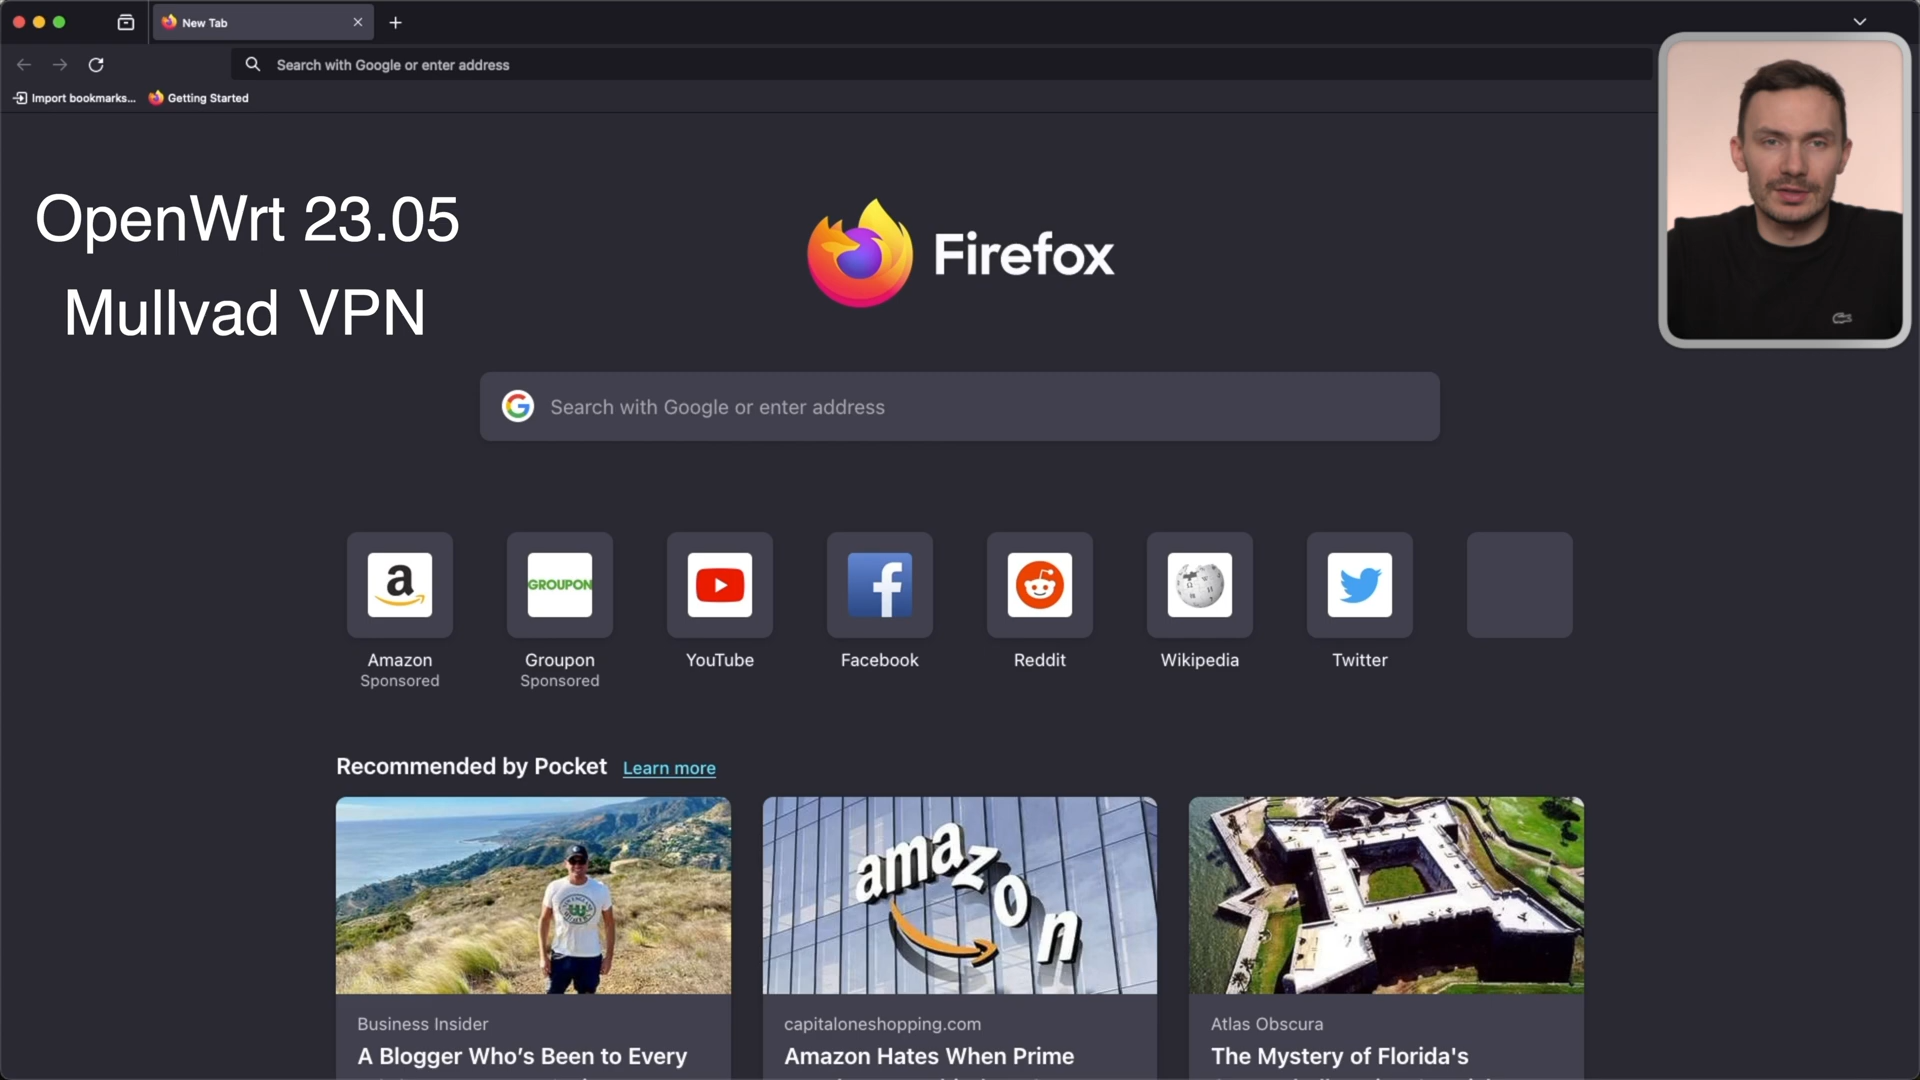 New Tab
Search with Google or enter address
Import bookmarks...
Getting Started
OpenWrt 23.05
Mullvad VPN
Firefox
Search with Google or enter address
a
GROUPON
Amazon
Sponsored
Groupon
Sponsored
YouTube
Facebook
Reddit
Wikipedia
Twitter
Recommended by Pocket
Learn more
amazon
Business Insider
A Blogger Who’s Been to Every
capitaloneshopping.com
Amazon Hates When Prime
Atlas Obscura
The Mystery of Florida's